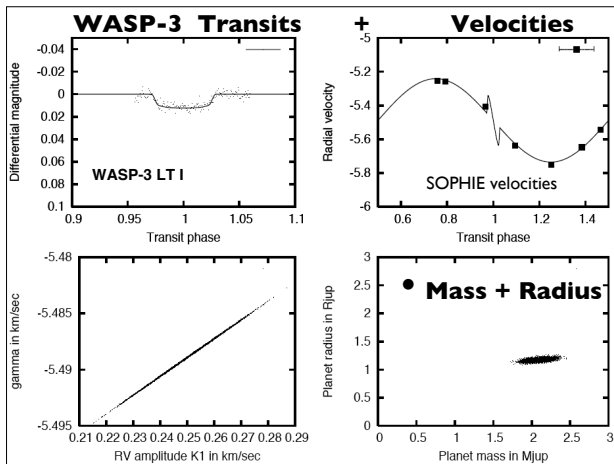 WASP-3 Transits + Velocities
-0.04
-0.02
0
0.02
0.04
0.06
0.08
0.1
Differential magnitude
WASP-3 LT I
0.9 0.95 1 1.05 1.1
Transit phase
-5
-5.2
-5.4
-5.6
-5.8
-6
Radial velocity
SOPHIE velocities
0.6 0.8 1 1.2 1.4
Transit phase
-5.48
-5.485
-5.49
-5.495
gamma in km/sec
0.21 0.22 0.23 0.24 0.25 0.26 0.27 0.28 0.29
RV amplitude K1 in km/sec
3
2.5
2
1.5
1
0.5
0
Planet radius in Rjup
• Mass + Radius
0 0.5 1 1.5 2 2.5 3
Planet mass in Mjup